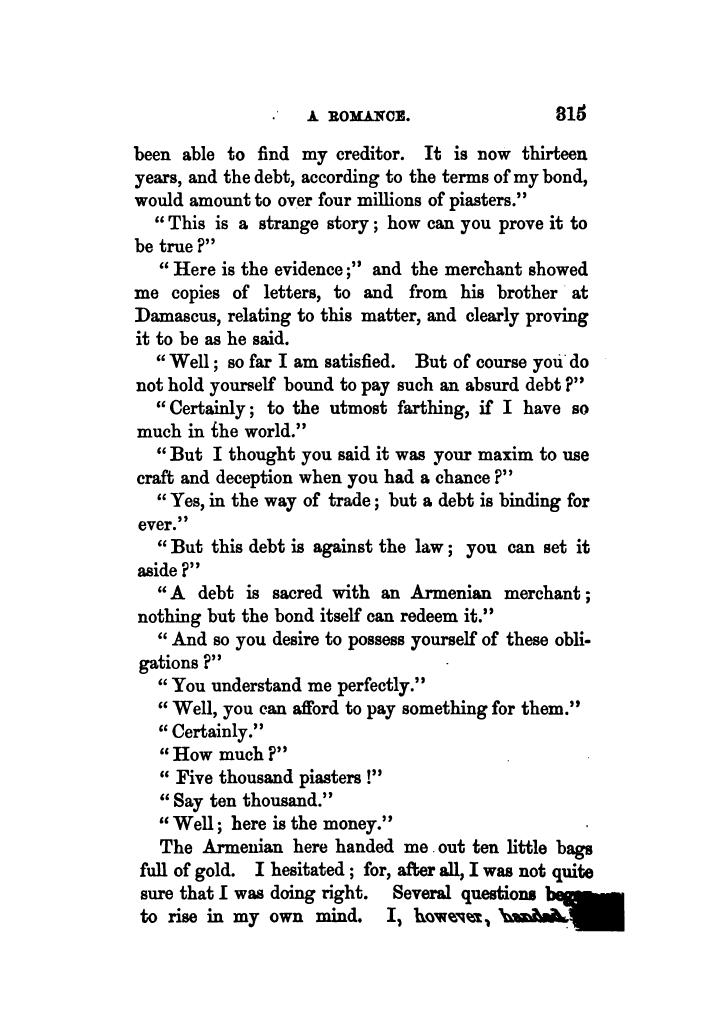 A ROMANCE. 315
been able to find my creditor. It is now thirteen
years, and the debt, according to the terms of my bond,
would amount to over four millions of piasters."
"This is a strange story; how can you prove it to
be true?"
"Here is the evidence;" and the merchant showed
me copies of letters, to and from his brother at
Damascus, relating to this matter, and clearly proving
it to be as he said.
"Well; so far I am satisfied. But of course you do
not hold yourself bound to pay such an absurd debt?"
"Certainly; to the utmost farthing, if I have so
much in the world."
"But I thought you said it was your maxim to use
craft and deception when you had a chance?"
"Yes, in the way of trade; but a debt is binding for
ever."
"But this debt is against the law; you can set it
aside?"
"A debt is sacred with an Armenian merchant;
nothing but the bond itself can redeem it."
"And so you desire to possess yourself of these obli-
gations?"
"You understand me perfectly."
"Well, you can afford to pay something for them."
"Certainly."
"How much?"
"Five thousand piasters!"
"Say ten thousand."
"Well; here is the money."
The Armenian here handed me out ten little bags
full of gold. I hesitated; for, after all, I was not quite
sure that I was doing right. Several questions began
to rise in my own mind. I, however, handed